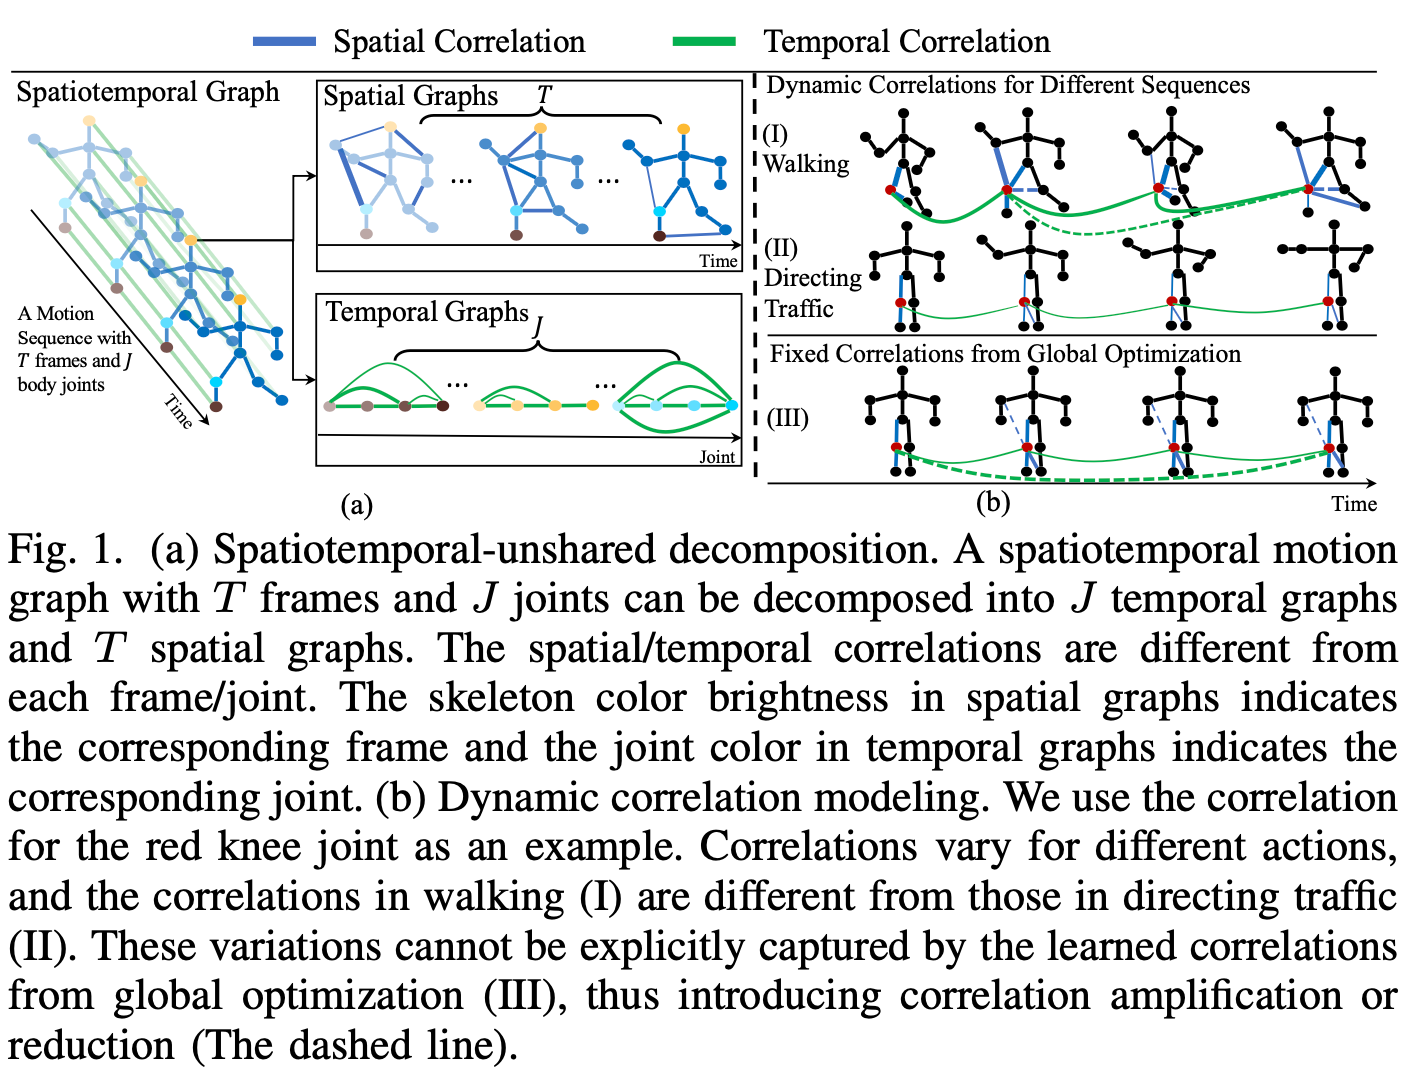 Spatial Correlation
Temporal Correlation
Spatiotemporal Graph
A Motion
Sequence with
T frames and J
body joints
Time
Spatial Graphs
T
...
...
Time
Temporal Graphs
J
...
...
Joint
(a)
Dynamic Correlations for Different Sequences
(I)
Walking
(II)
Directing
Traffic
Fixed Correlations from Global Optimization
(III)
Time
(b)
Fig. 1. (a) Spatiotemporal-unshared decomposition. A spatiotemporal motion
graph with T frames and J joints can be decomposed into J temporal graphs
and T spatial graphs. The spatial/temporal correlations are different from
each frame/joint. The skeleton color brightness in spatial graphs indicates
the corresponding frame and the joint color in temporal graphs indicates the
corresponding joint. (b) Dynamic correlation modeling. We use the correlation
for the red knee joint as an example. Correlations vary for different actions,
and the correlations in walking (I) are different from those in directing traffic
(II). These variations cannot be explicitly captured by the learned correlations
from global optimization (III), thus introducing correlation amplification or
reduction (The dashed line).